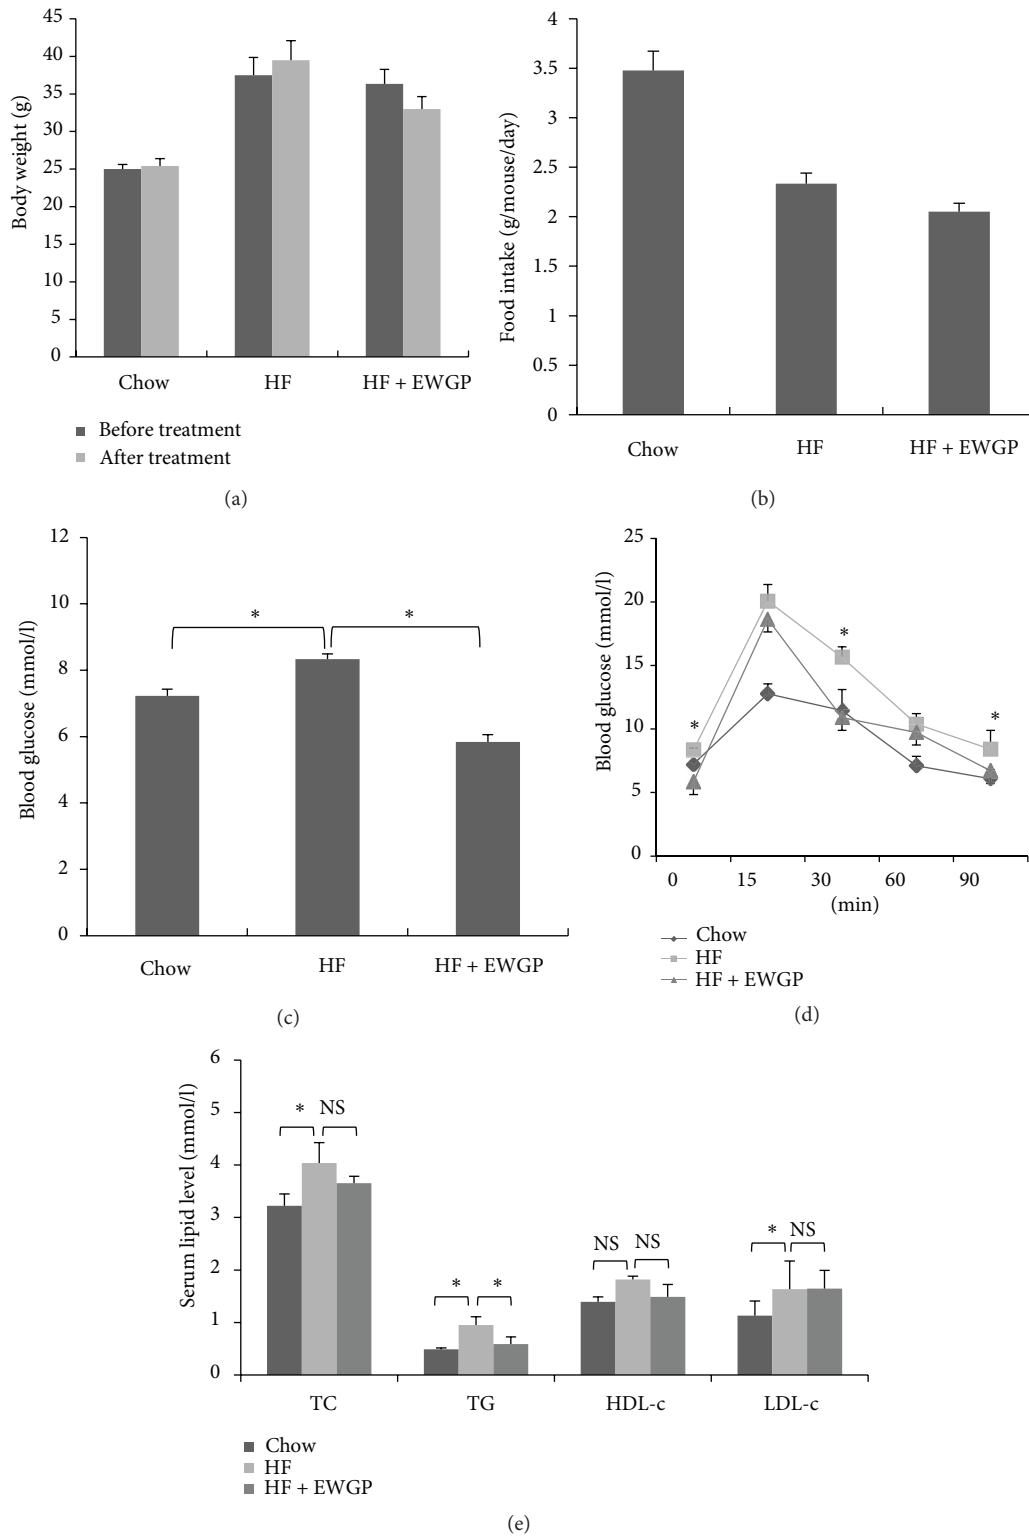 45
40
35
30
25
20
15
10
5
0
Body weight (g)
Chow HF HF + EWGP
Before treatment
After treatment
(a)
4
3.5
3
2.5
2
1.5
1
0.5
0
Food intake (g/mouse/day)
Chow HF HF + EWGP
(b)
12
10
8
6
4
2
0
Blood glucose (mmol/l)
* *
Chow HF HF + EWGP
(c)
25
20
15
10
5
0
Blood glucose (mmol/l)
* * *
0 15 30 60 90
(min)
Chow
HF
HF + EWGP
(d)
6
5
4
3
2
1
0
Serum lipid level (mmol/l)
* NS
* *
NS NS
* NS
TC TG HDL-c LDL-c
Chow
HF
HF + EWGP
(e)